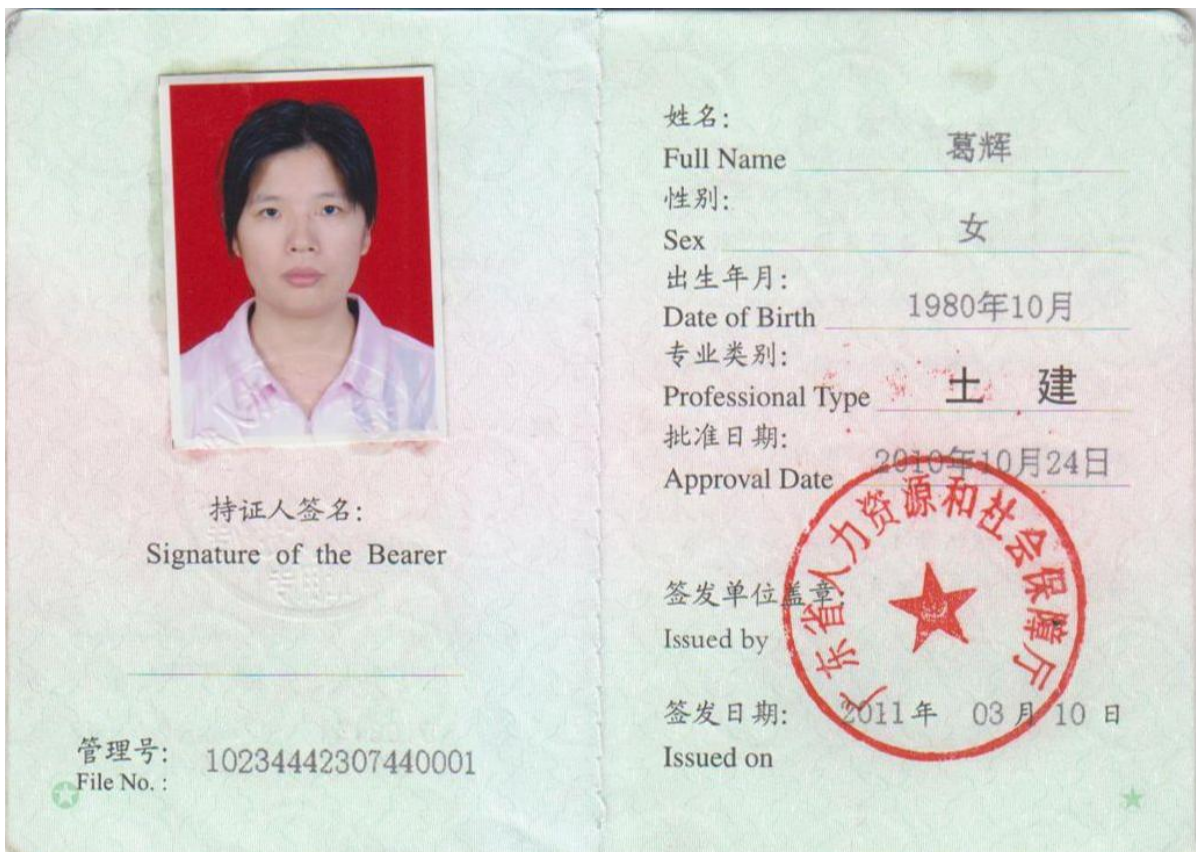 持证人签名:
Signature of the Bearer
管理号:
File No. :
10234442307440001
姓名:
Full Name
葛辉
性别:
Sex
女
出生年月:
Date of Birth
1980年10月
专业类别:
Professional Type
土 建
批准日期:
Approval Date
2010年10月24日
广东省人力资源和社会保障厅
签发单位盖章:
Issued by
签发日期:
2011年 03月 10日
Issued on